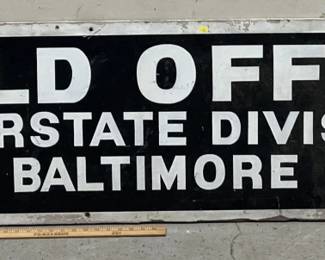 LD OFF
RSTATE DIVIS
BALTIMORE